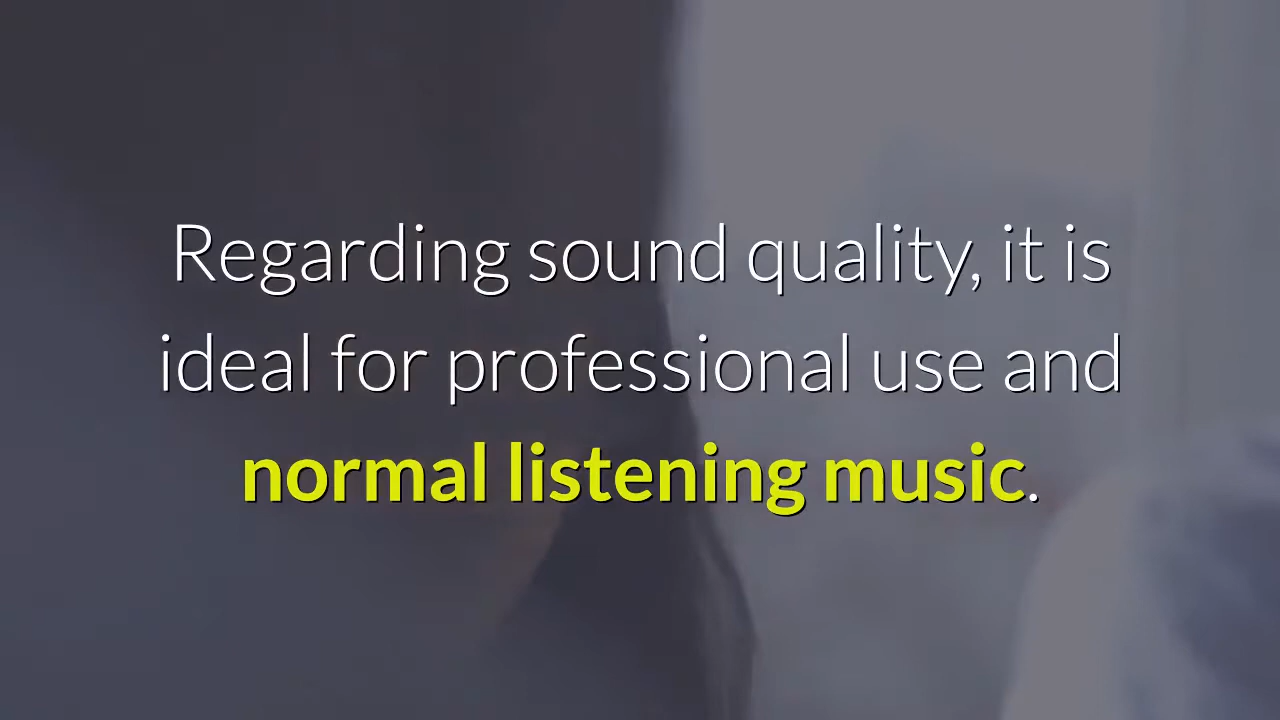 Regarding sound quality, it is
ideal for professional use and
normal listening music.